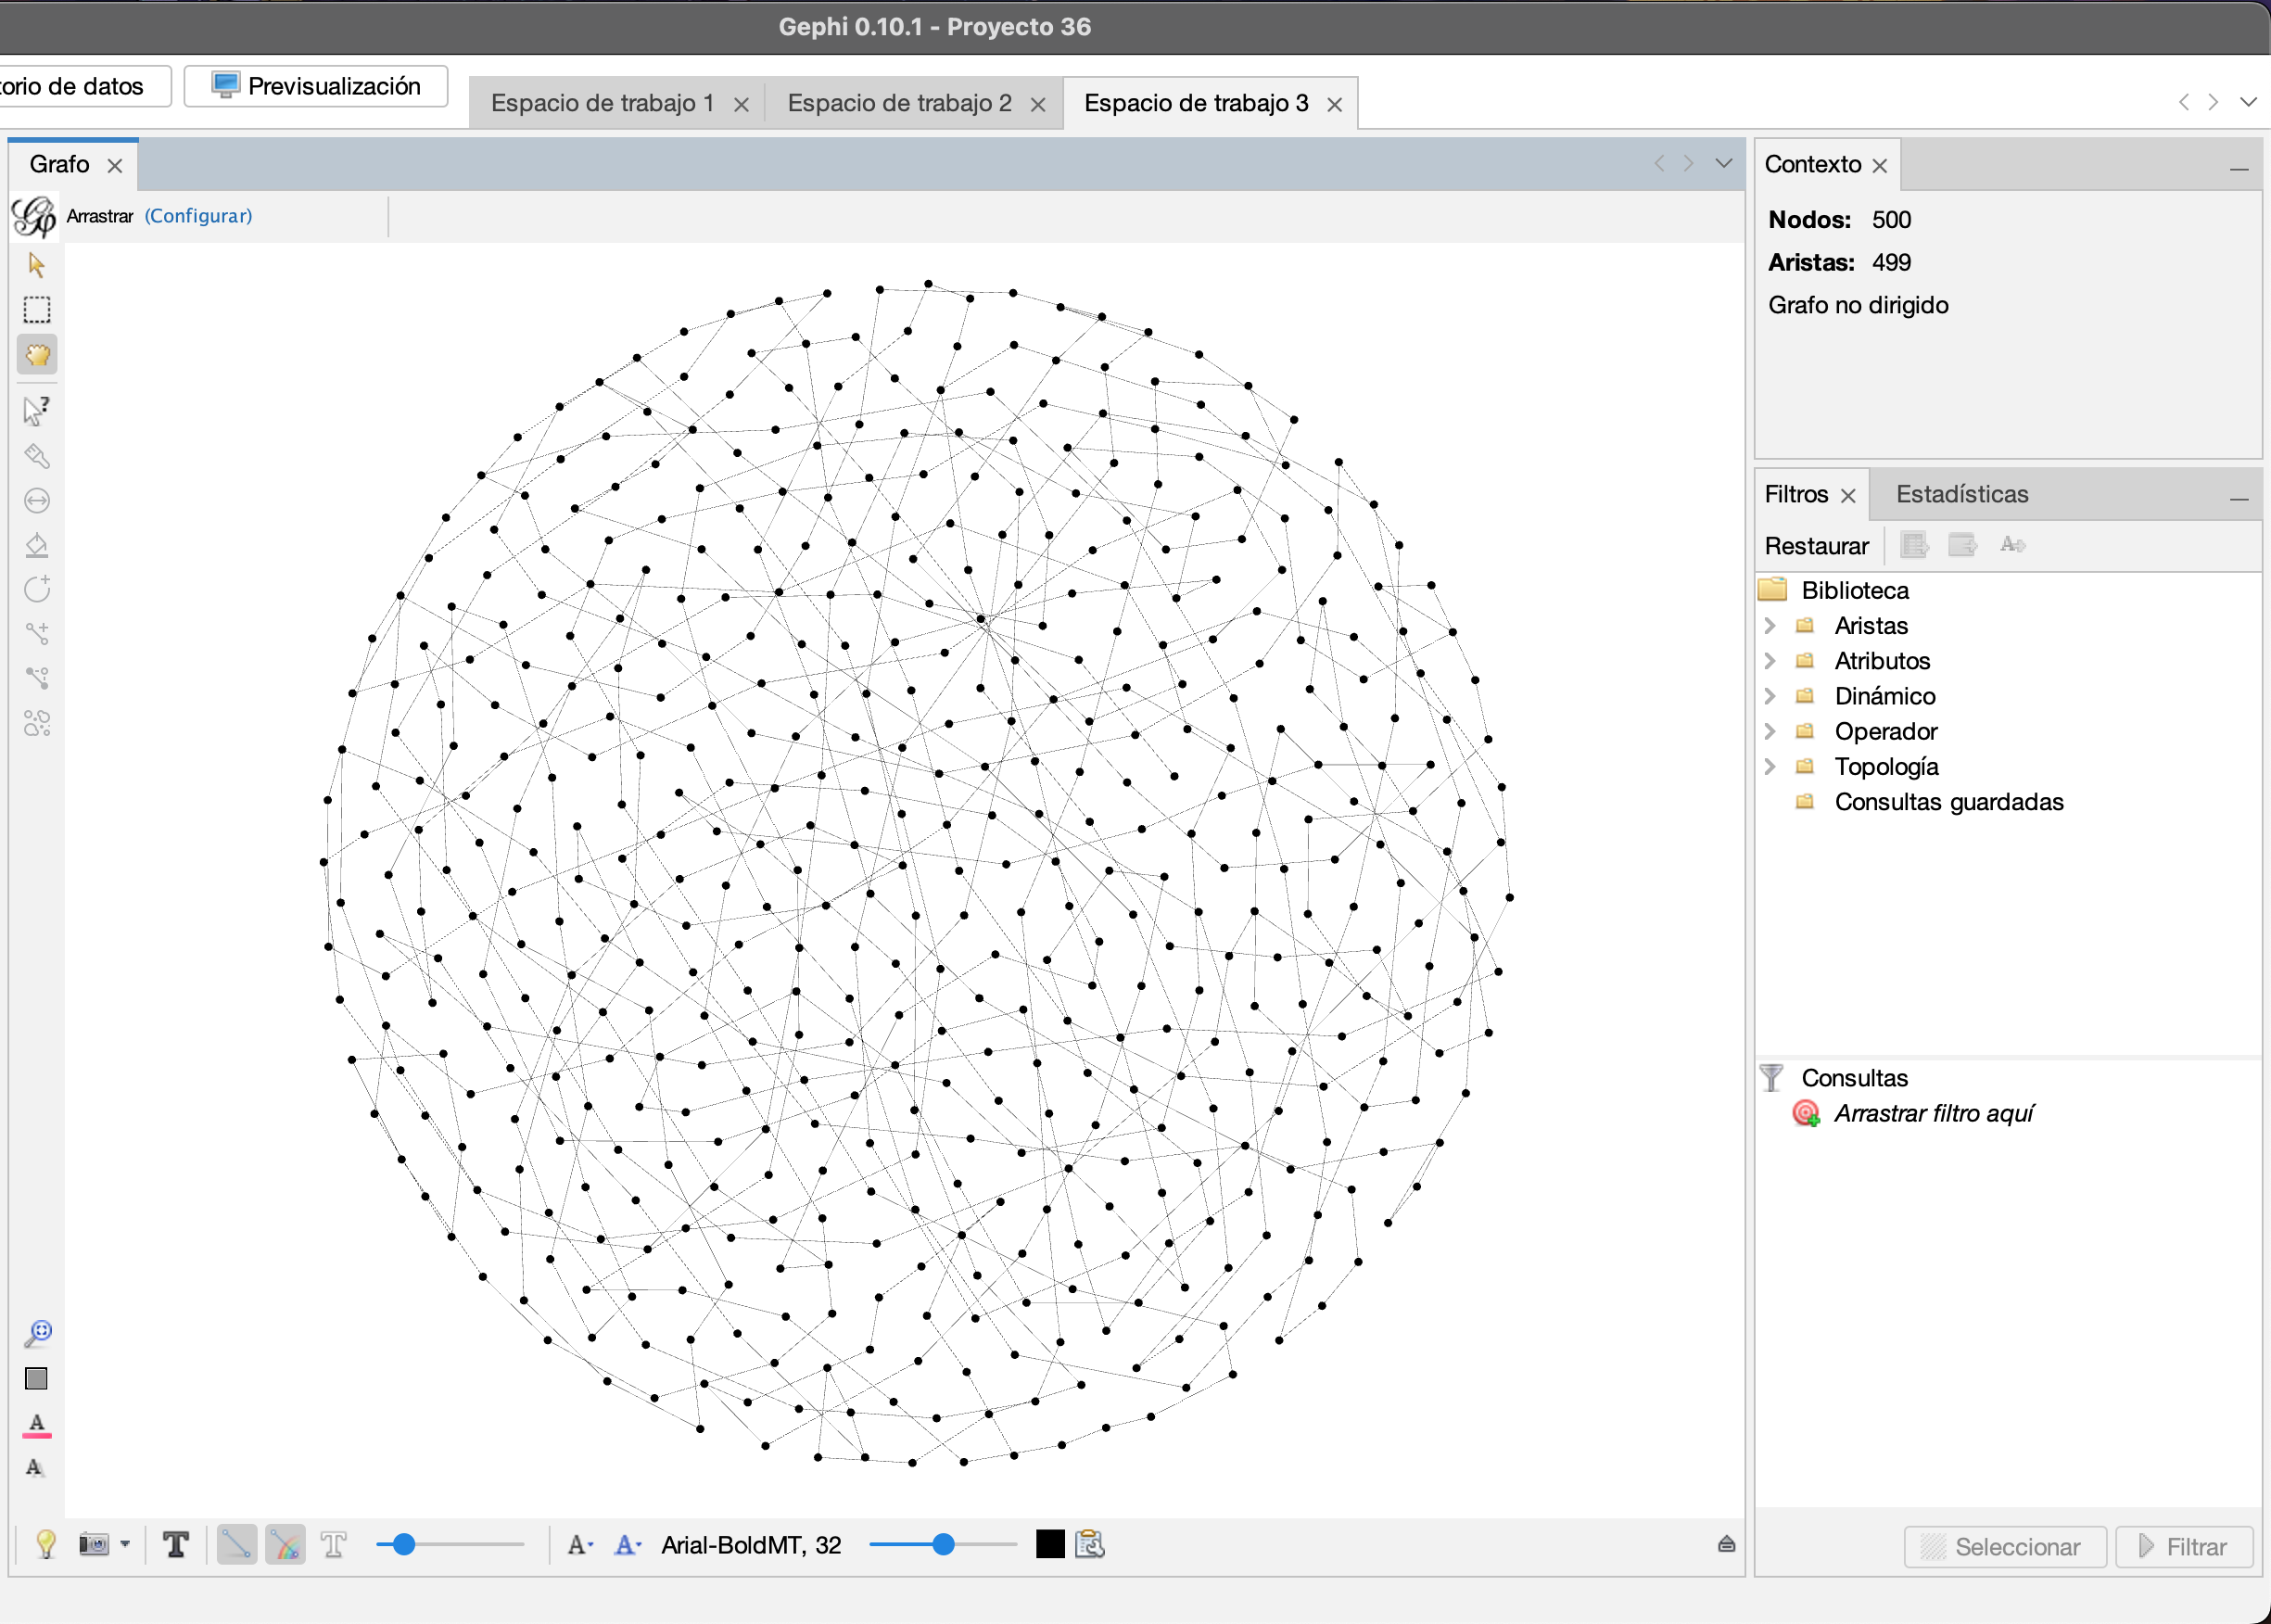 Gephi 0.10.1 - Proyecto 36
torio de datos
Previsualización
Espacio de trabajo 1
Espacio de trabajo 2
Espacio de trabajo 3
Grafo
Arrastrar (Configurar)
Contexto
Nodos: 500
Aristas: 499
Grafo no dirigido
Filtros
Estadísticas
Restaurar
Biblioteca
Aristas
Atributos
Dinámico
Operador
Topología
Consultas guardadas
Consultas
Arrastrar filtro aquí
Arial-BoldMT, 32
Seleccionar
Filtrar